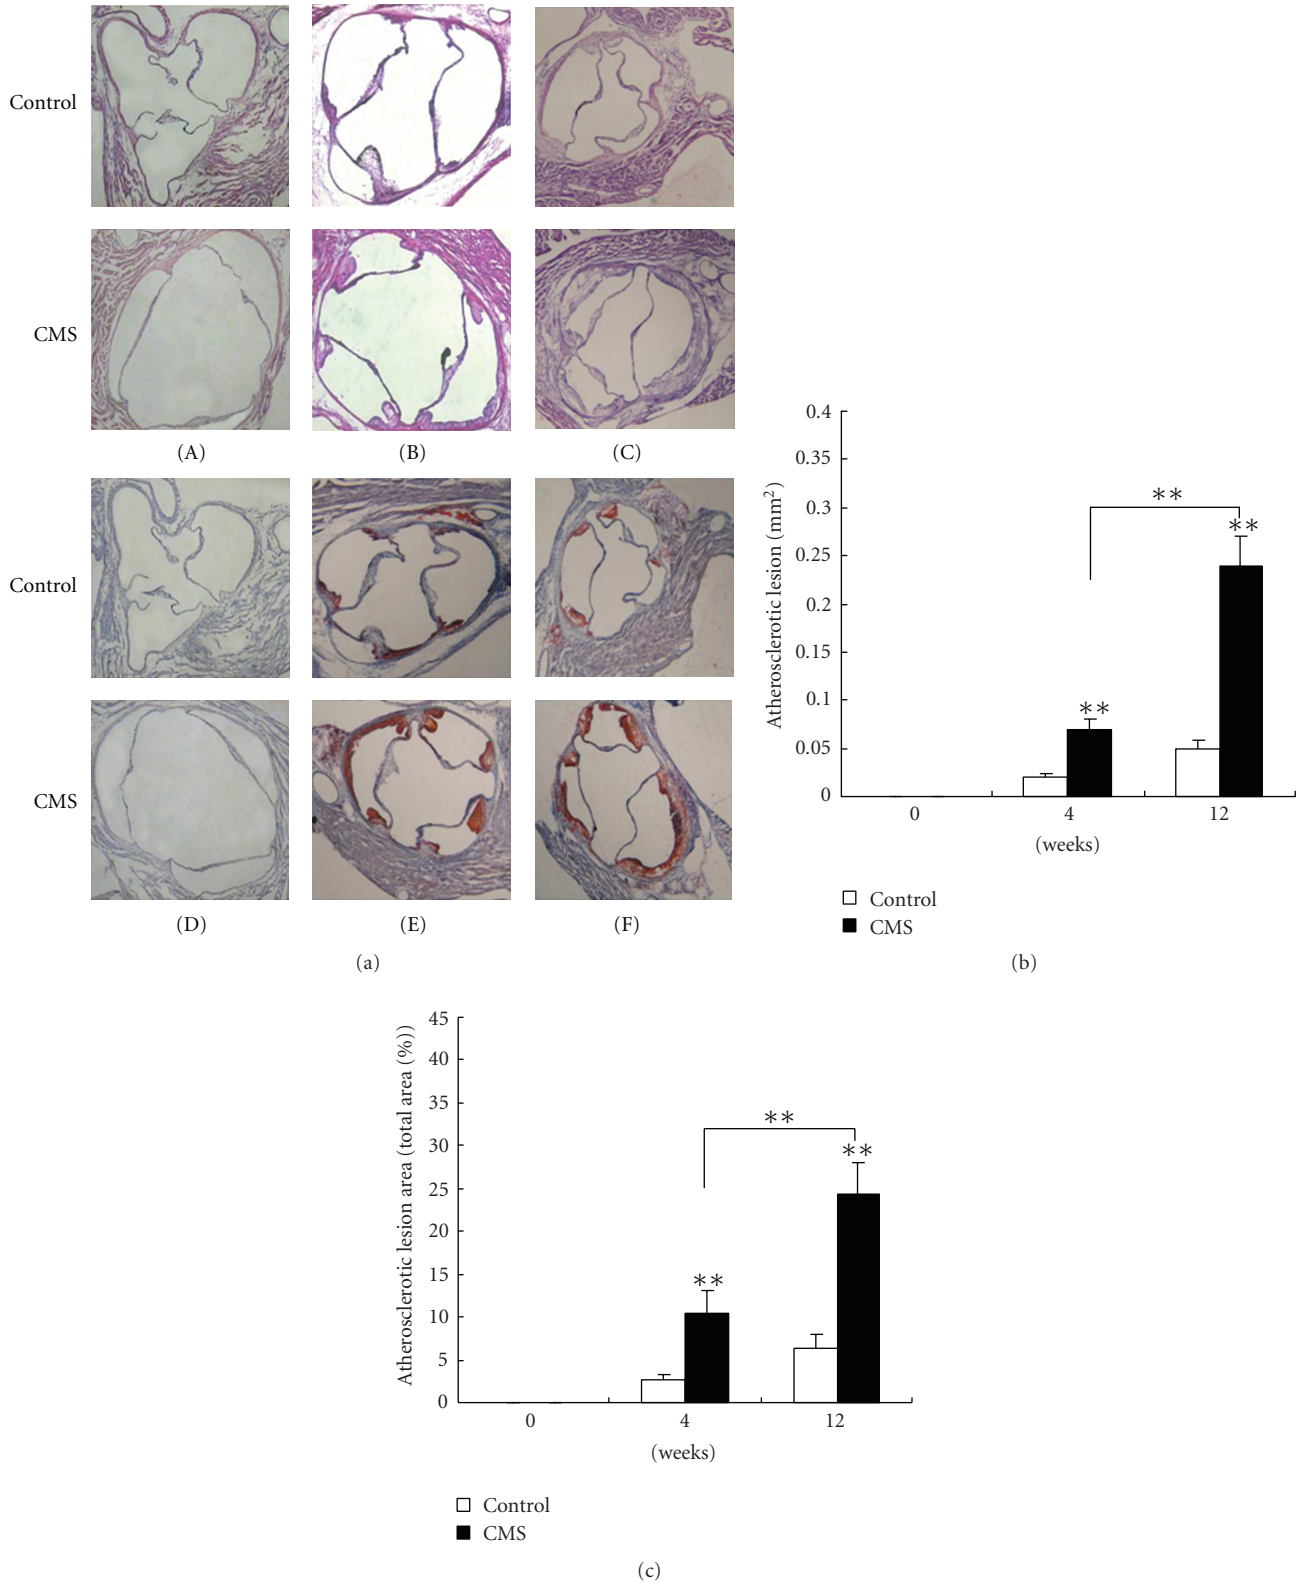 Control
CMS
(A)
(B)
(C)
Control
CMS
(D)
(E)
(F)
(a)
Atherosclerotic lesion (mm²)
0.4
0.35
0.3
0.25
0.2
0.15
0.1
0.05
0
**
**
**
0
4
12
(weeks)
Control
CMS
(b)
Atherosclerotic lesion area (total area (%))
45
40
35
30
25
20
15
10
5
0
**
**
**
0
4
12
(weeks)
Control
CMS
(c)